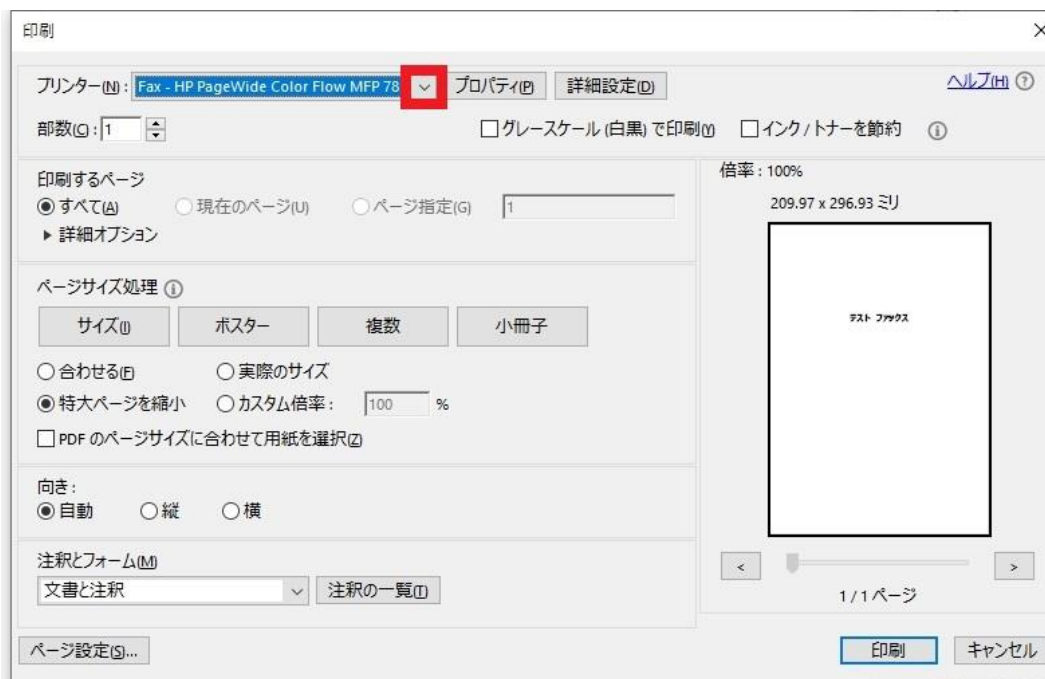 印刷
プリンター(N) : Fax - HP PageWide Color Flow MFP 78 プロパティ(P) 詳細設定(D) ヘルプ(H)
部数(C) : 1 グレースケール (白黒) で印刷(Y) インク / トナーを節約
印刷するページ
すべて(A) 現在のページ(U) ページ指定(G) 1
詳細オプション
ページサイズ処理
サイズ(I) ポスター 複数 小冊子
合わせる(F) 実際のサイズ
特大ページを縮小 カスタム倍率 : 100 %
PDF のページサイズに合わせて用紙を選択(Z)
向き :
自動 縦 横
注釈とフォーム(M)
文書と注釈 注釈の一覧(T)
倍率 : 100%
209.97 x 296.93 ミリ
テスト ファックス
< >
1 / 1 ページ
ページ設定(S)... 印刷 キャンセル